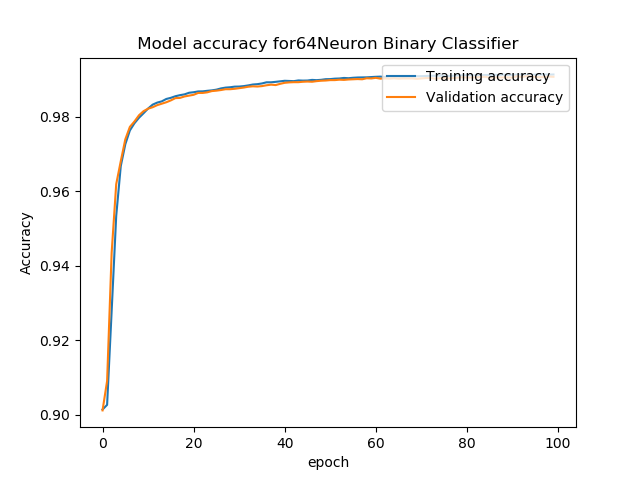 Model accuracy for64Neuron Binary Classifier
Training accuracy
Validation accuracy
0.98
0.96
0.94
0.92
0.90
Accuracy
0
20
40
60
80
100
epoch